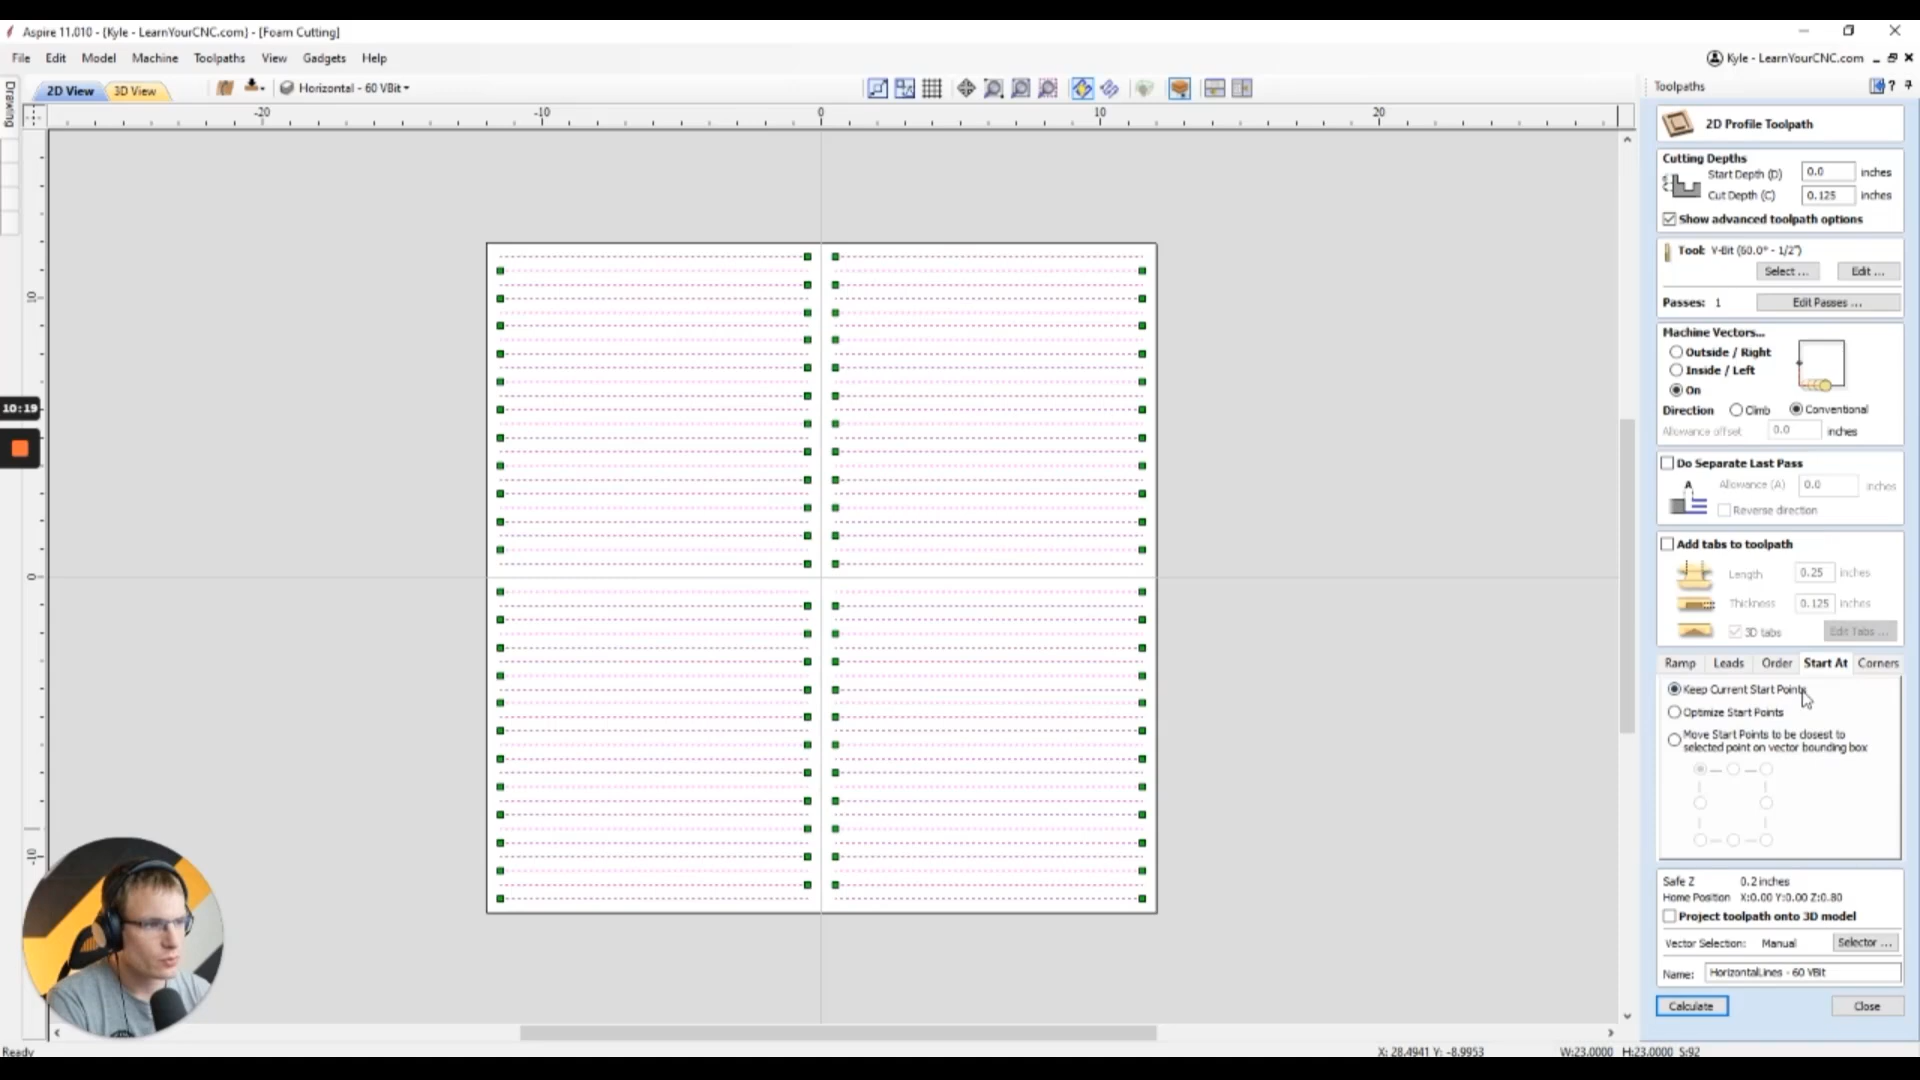 Aspire 11.010 - {Kyle - LearnYourCNC.com} - [Foam Cutting]
File Edit Model Machine Toolpaths View Gadgets Help
Kyle - LearnYourCNC.com
Drawing
2D View 3D View Horizontal - 60 VBit
Toolpaths
-20 -10 0 10 20
10
0
-10
10:19
2D Profile Toolpath
Cutting Depths
Start Depth (D) 0.0 inches
Cut Depth (C) 0.125 inches
Show advanced toolpath options
Tool: V-Bit (60.0° - 1/2")
Select ... Edit ...
Passes: 1 Edit Passes ...
Machine Vectors...
Outside / Right
Inside / Left
On
Direction Climb Conventional
Allowance offset 0.0 inches
Do Separate Last Pass
A Allowance (A) 0.0 inches
Reverse direction
Add tabs to toolpath
Length 0.25 inches
Thickness 0.125 inches
3D tabs Edit Tabs ...
Ramp Leads Order Start At Corners
Keep Current Start Points
Optimize Start Points
Move Start Points to be closest to
selected point on vector bounding box
Safe Z 0.2 inches
Home Position X:0.00 Y:0.00 Z:0.80
Project toolpath onto 3D model
Vector Selection: Manual Selector ...
Name: HorizontalLines - 60 VBit
Calculate Close
Ready
X: 28.4941 Y: -8.9953 W:23.0000 H:23.0000 S:92